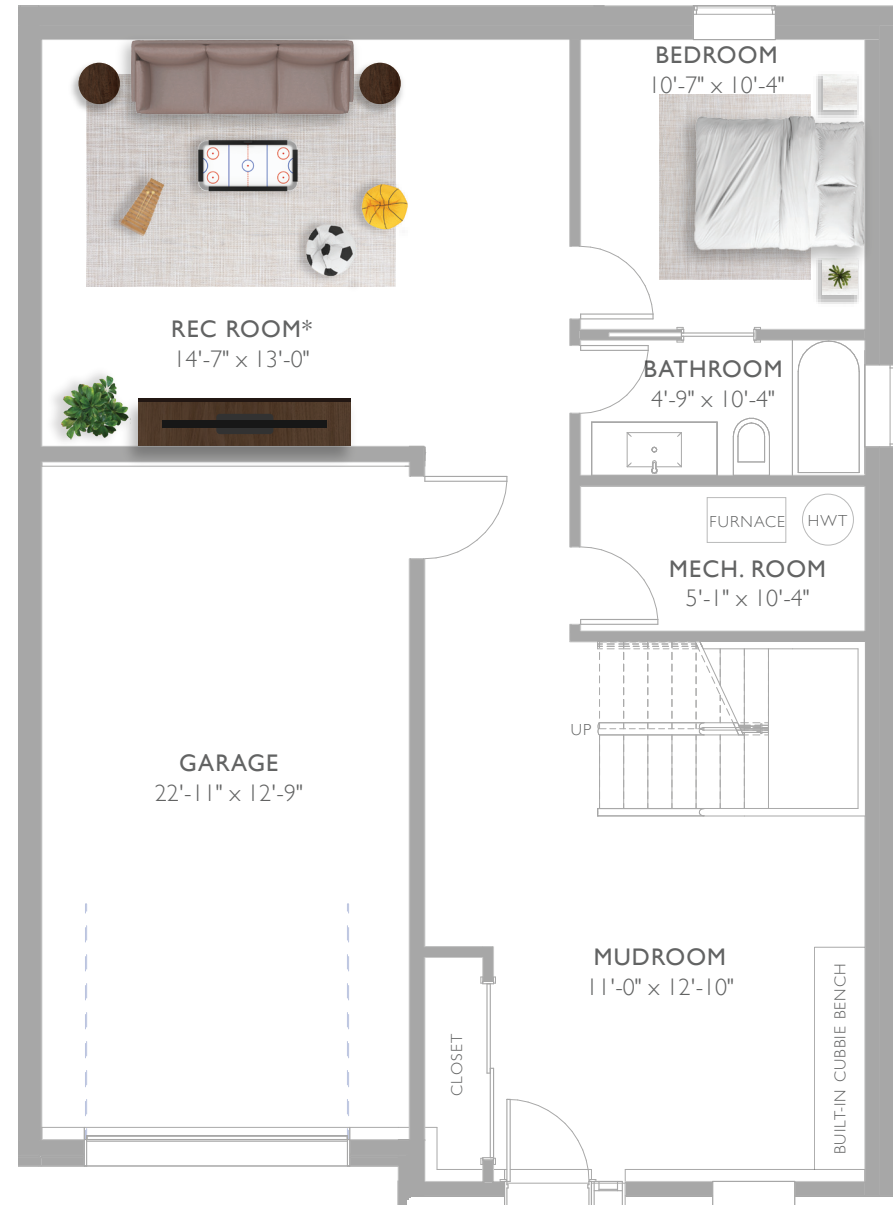 BEDROOM
10'-7" x 10'-4"
REC ROOM*
14'-7" x 13'-0"
BATHROOM
4'-9" x 10'-4"
FURNACE
HWT
MECH. ROOM
5'-1" x 10'-4"
UP
GARAGE
22'-11" x 12'-9"
MUDROOM
11'-0" x 12'-10"
CLOSET
BUILT-IN CUBBIE BENCH